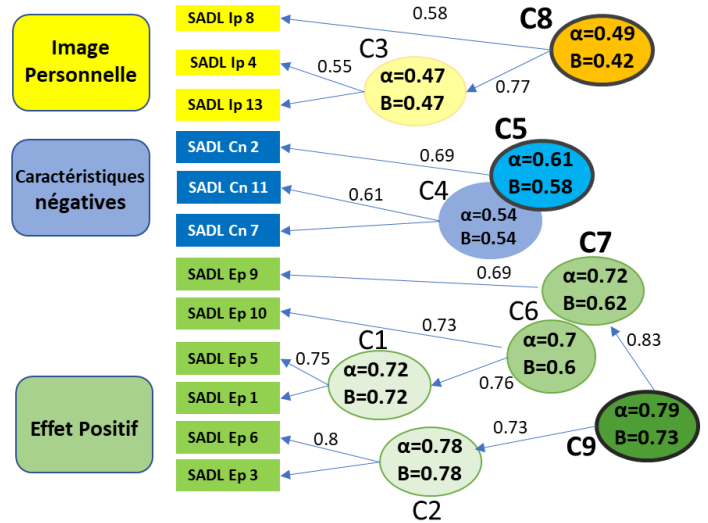 Image
Personnelle
SADL Ip 8
SADL Ip 4
SADL Ip 13
0.58
0.55
0.77
C3
α=0.47
B=0.47
C8
α=0.49
B=0.42
Caractéristiques
négatives
SADL Cn 2
SADL Cn 11
SADL Cn 7
0.69
0.61
C5
α=0.61
B=0.58
C4
α=0.54
B=0.54
Effet Positif
SADL Ep 9
SADL Ep 10
SADL Ep 5
SADL Ep 1
SADL Ep 6
SADL Ep 3
0.69
0.73
0.75
0.76
0.83
0.8
0.73
C7
α=0.72
B=0.62
C6
α=0.7
B=0.6
C1
α=0.72
B=0.72
α=0.78
B=0.78
C2
α=0.79
B=0.73
C9